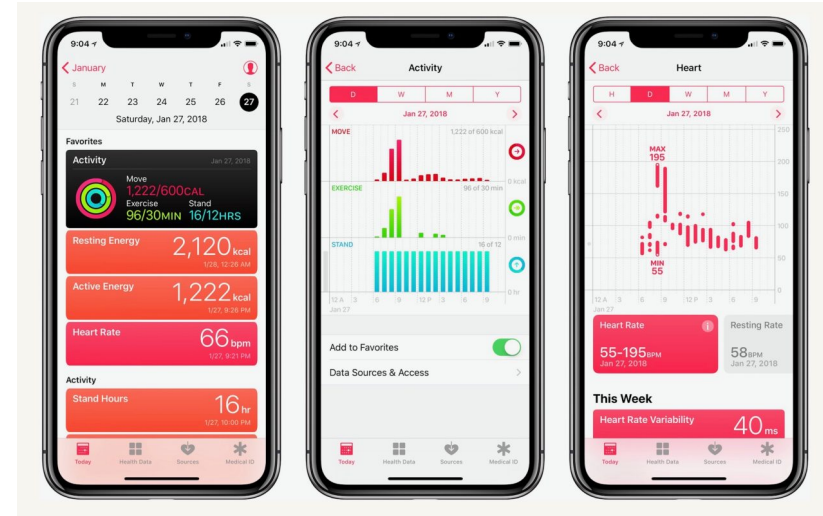 9:04
January
S M T W T F S
21 22 23 24 25 26 27
Saturday, Jan 27, 2018
Favorites
Activity Jan 27, 2018
Move
1,222/600CAL
Exercise Stand
96/30MIN 16/12HRS
Resting Energy 2,120 kcal
1/28, 12:26 AM
Active Energy 1,222 kcal
1/27, 9:26 PM
Heart Rate 66 bpm
1/27, 9:21 PM
Activity
Stand Hours 16 hr
1/27, 10:00 PM
Today Health Data Sources Medical ID
9:04
Back Activity
D W M Y
Jan 27, 2018
MOVE 1,222 of 600 kcal
0 kcal
EXERCISE 96 of 30 min
0 min
STAND 16 of 12
0 hr
12 A 3 6 9 12 P 3 6 9
Jan 27
Add to Favorites
Data Sources & Access
Today Health Data Sources Medical ID
9:04
Back Heart
H D W M Y
Jan 27, 2018
250
MAX
195
200
150
100
50
MIN
55
0
12 A 3 6 9 12 P 3 6 9
Jan 27
Heart Rate Resting Rate
55-195BPM 58BPM
Jan 27, 2018 Jan 27, 2018
This Week
Heart Rate Variability 40 ms
Today Health Data Sources Medical ID